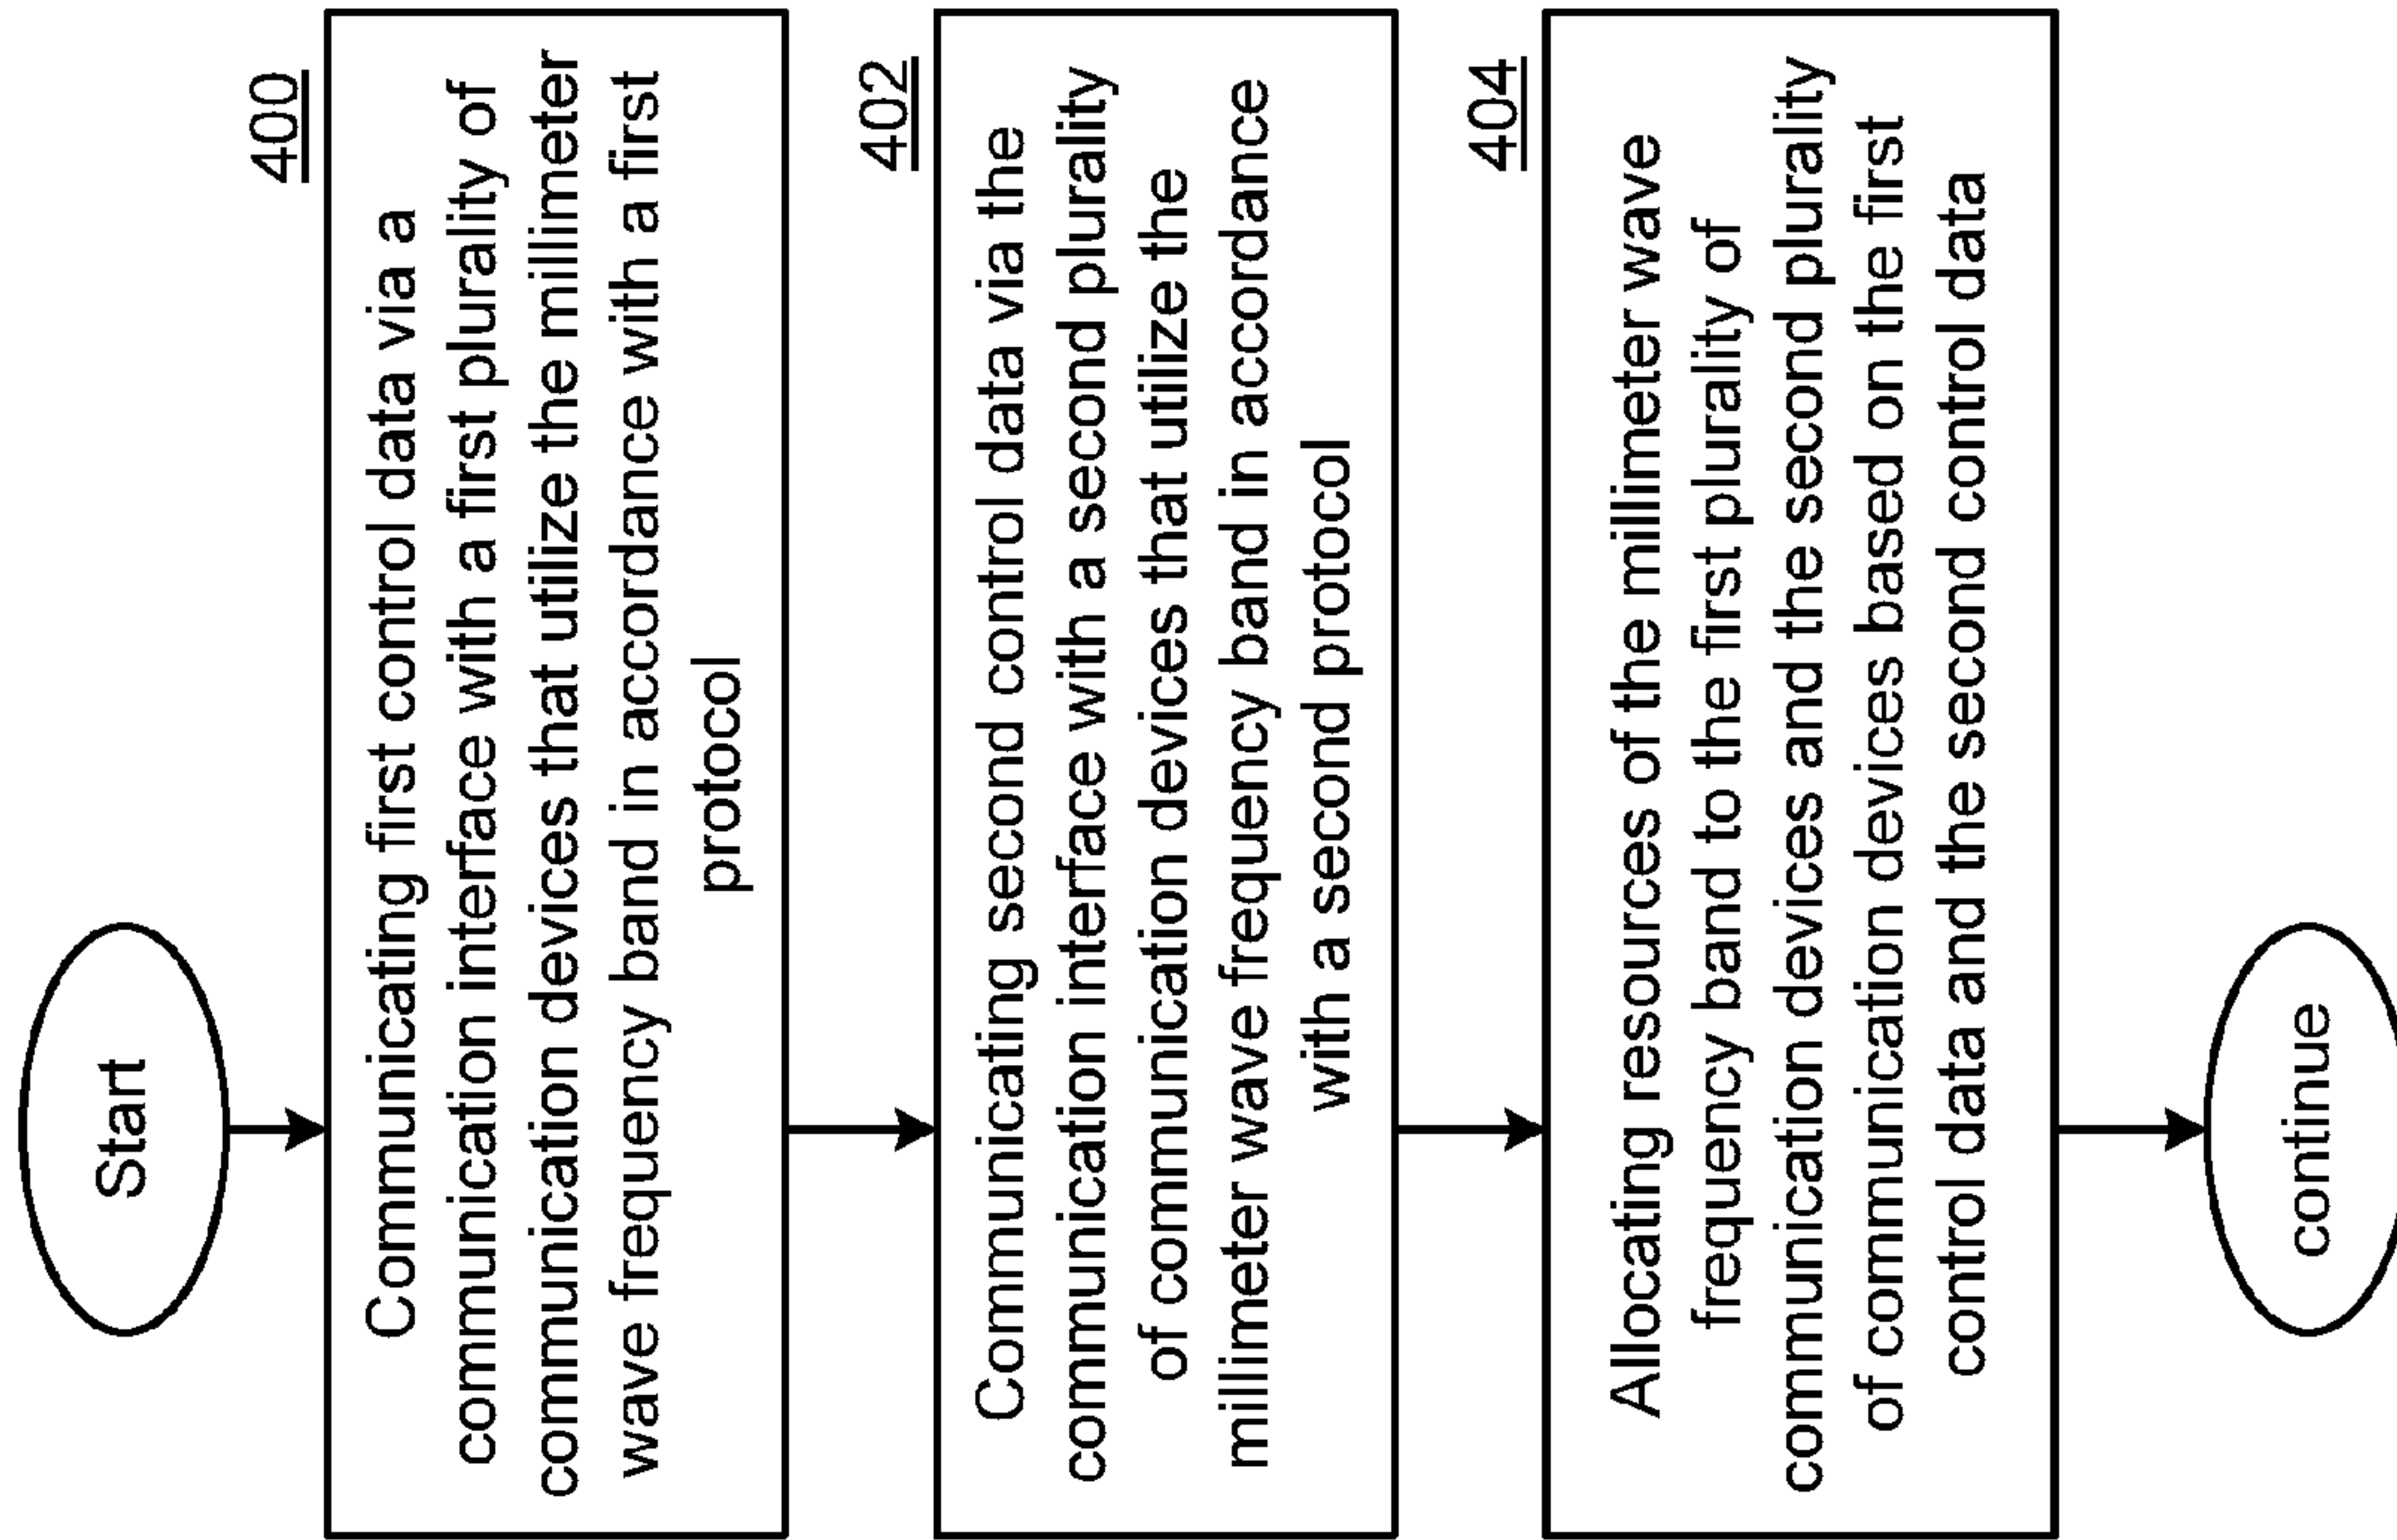 Start
400
Communicating first control data via a
communication interface with a first plurality of
communication devices that utilize the millimeter
wave frequency band in accordance with a first
protocol
402
Communicating second control data via the
communication interface with a second plurality
of communication devices that utilize the
millimeter wave frequency band in accordance
with a second protocol
404
Allocating resources of the millimeter wave
frequency band to the first plurality of
communication devices and the second plurality
of communication devices based on the first
control data and the second control data
continue